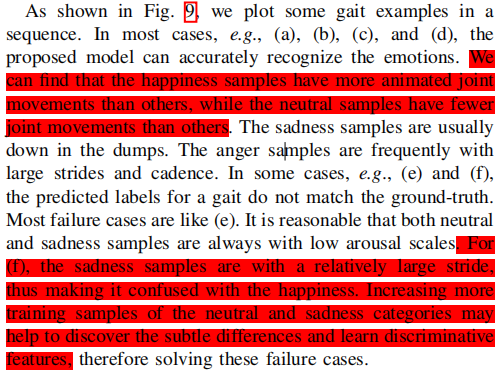 As shown in Fig. 9, we plot some gait examples in a
sequence. In most cases, e.g., (a), (b), (c), and (d), the
proposed model can accurately recognize the emotions. We
can find that the happiness samples have more animated joint
movements than others, while the neutral samples have fewer
joint movements than others. The sadness samples are usually
down in the dumps. The anger samples are frequently with
large strides and cadence. In some cases, e.g., (e) and (f),
the predicted labels for a gait do not match the ground-truth.
Most failure cases are like (e). It is reasonable that both neutral
and sadness samples are always with low arousal scales. For
(f), the sadness samples are with a relatively large stride,
thus making it confused with the happiness. Increasing more
training samples of the neutral and sadness categories may
help to discover the subtle differences and learn discriminative
features, therefore solving these failure cases.